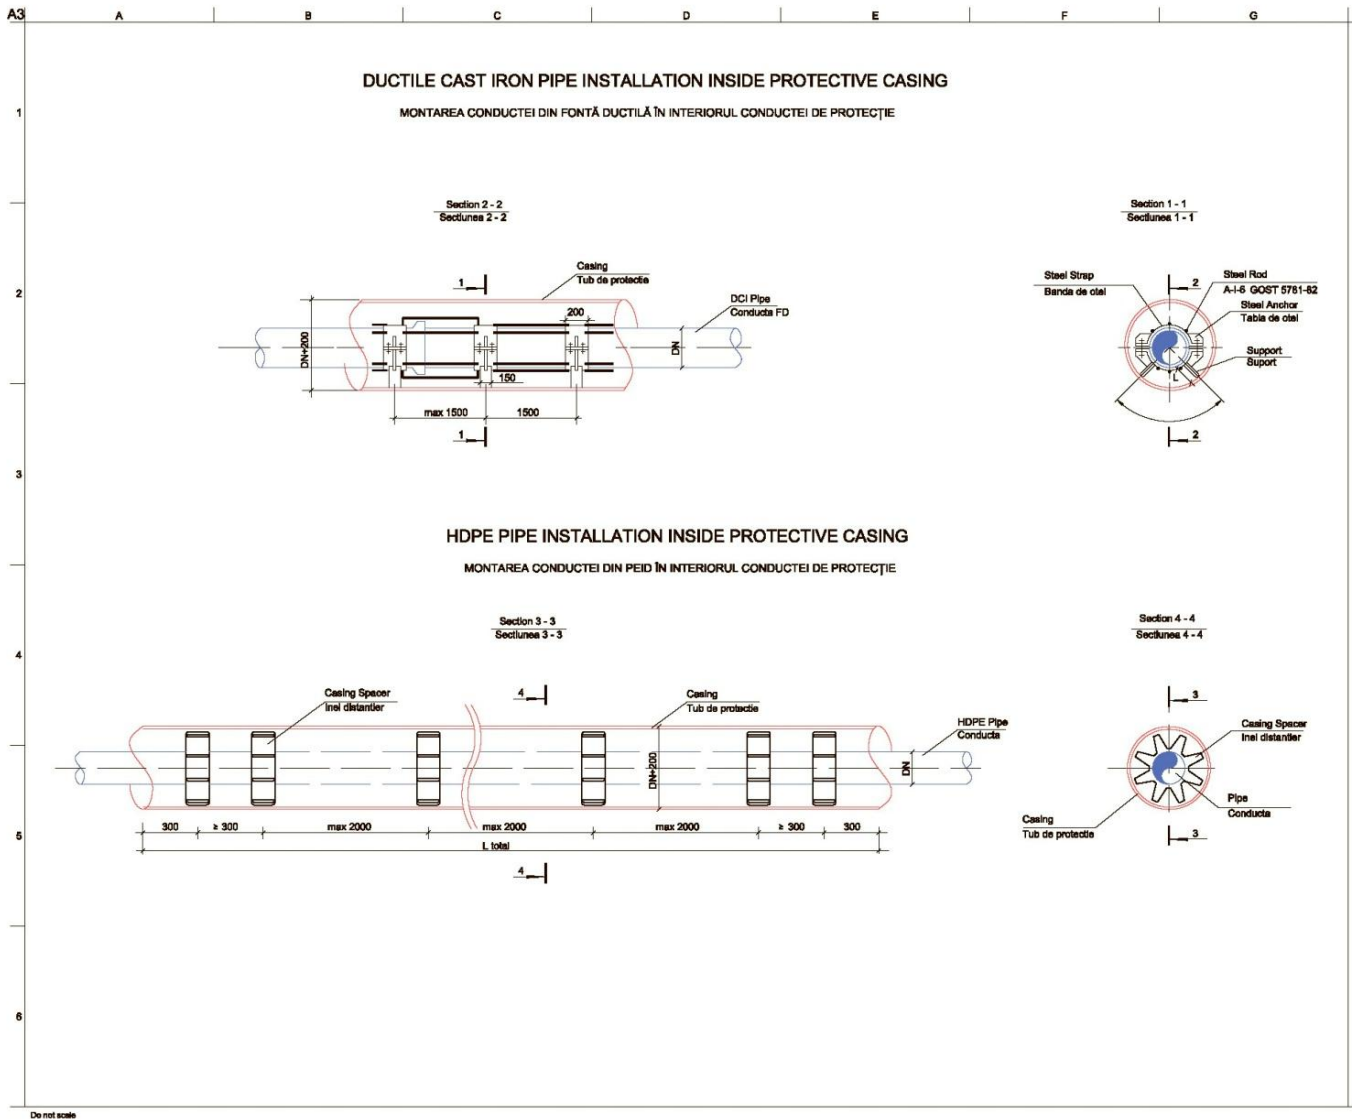 A3
A
B
C
D
E
F
G
DUCTILE CAST IRON PIPE INSTALLATION INSIDE PROTECTIVE CASING
1
MONTAREA CONDUCTEI DIN FONTĂ DUCTILĂ ÎN INTERIORUL CONDUCTEI DE PROTECȚIE
Section 2 - 2
Sectiunea 2 - 2
Section 1 - 1
Sectiunea 1 - 1
2
1
Casing
Tub de protectie
200
DCI Pipe
Conducta FD
DN+200
DN
150
max 1500
1500
1
Steel Strap
Banda de otel
2
Steel Rod
A-I-6 GOST 5781-82
Steel Anchor
Tabla de otel
Support
Suport
L
2
3
HDPE PIPE INSTALLATION INSIDE PROTECTIVE CASING
MONTAREA CONDUCTEI DIN PEID ÎN INTERIORUL CONDUCTEI DE PROTECȚIE
Section 3 - 3
Sectiunea 3 - 3
Section 4 - 4
Sectiunea 4 - 4
4
Casing Spacer
Inel distantier
4
Casing
Tub de protectie
HDPE Pipe
Conducta
DN+200
DN
3
Casing Spacer
Inel distantier
Pipe
Conducta
Casing
Tub de protectie
3
5
300
≥ 300
max 2000
max 2000
max 2000
≥ 300
300
L total
4
6
Do not scale